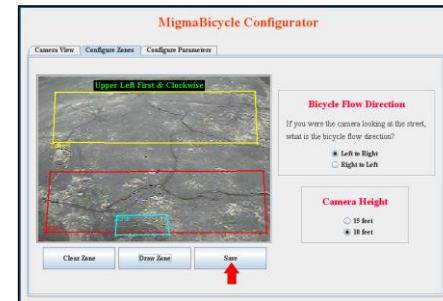 MigmaBicycle Configurator
Camera View
Configure Zones
Configure Parameters
Upper Left First & Clockwise
Bicycle Flow Direction
If you were the camera looking at the street,
what is the bicycle flow direction?
Left to Right
Right to Left
Camera Height
15 feet
10 feet
Clear Zone
Draw Zone
Save